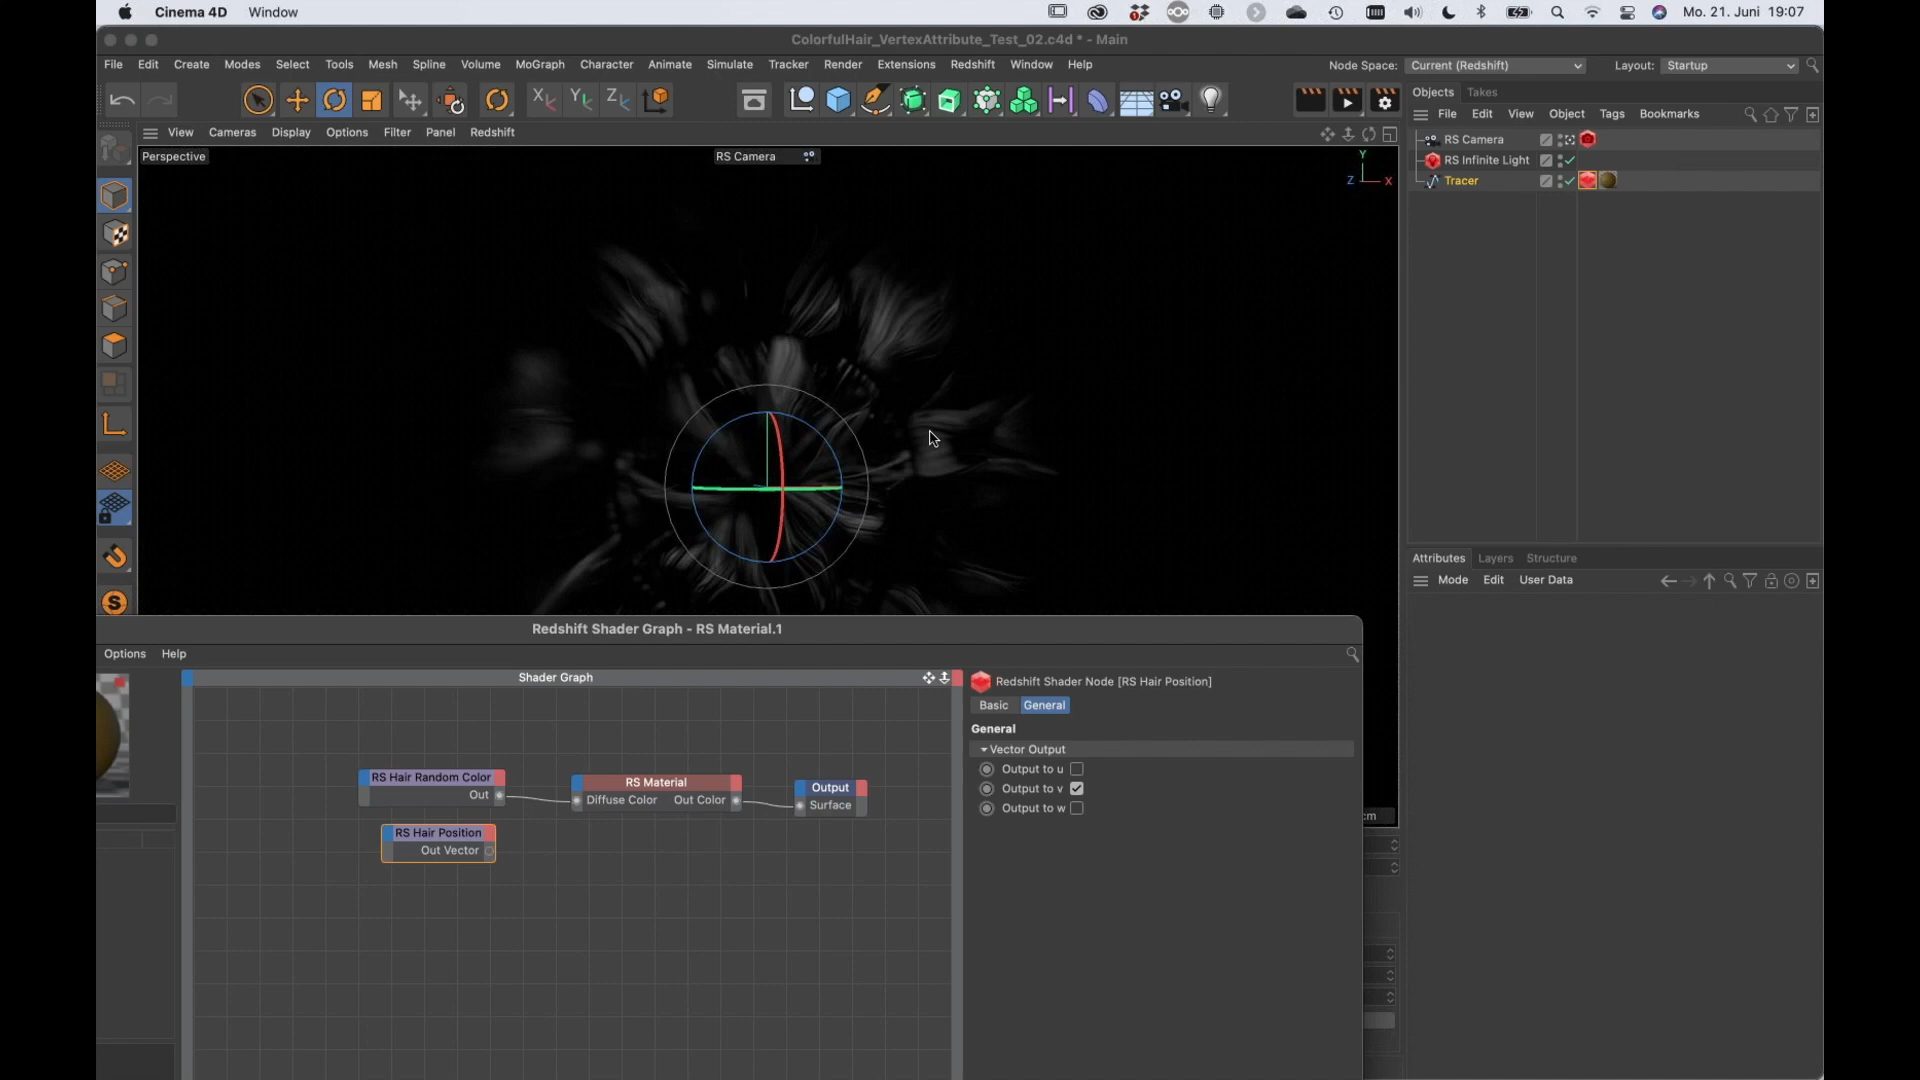 Cinema 4D Window
Mo. 21. Juni 19:07
ColorfulHair_VertexAttribute_Test_02.c4d * - Main
File Edit Create Modes Select Tools Mesh Spline Volume MoGraph Character Animate Simulate Tracker Render Extensions Redshift Window Help
Node Space: Current (Redshift) Layout: Startup
X Y Z
Objects Takes
File Edit View Object Tags Bookmarks
View Cameras Display Options Filter Panel Redshift
Perspective
RS Camera
Y
Z X
RS Camera
RS Infinite Light
Tracer
Attributes Layers Structure
Mode Edit User Data
Redshift Shader Graph - RS Material.1
Options Help
Shader Graph
RS Hair Random Color
Out
RS Material
Diffuse Color Out Color
Output
Surface
RS Hair Position
Out Vector
Redshift Shader Node [RS Hair Position]
Basic General
General
Vector Output
Output to u
Output to v
Output to w
cm